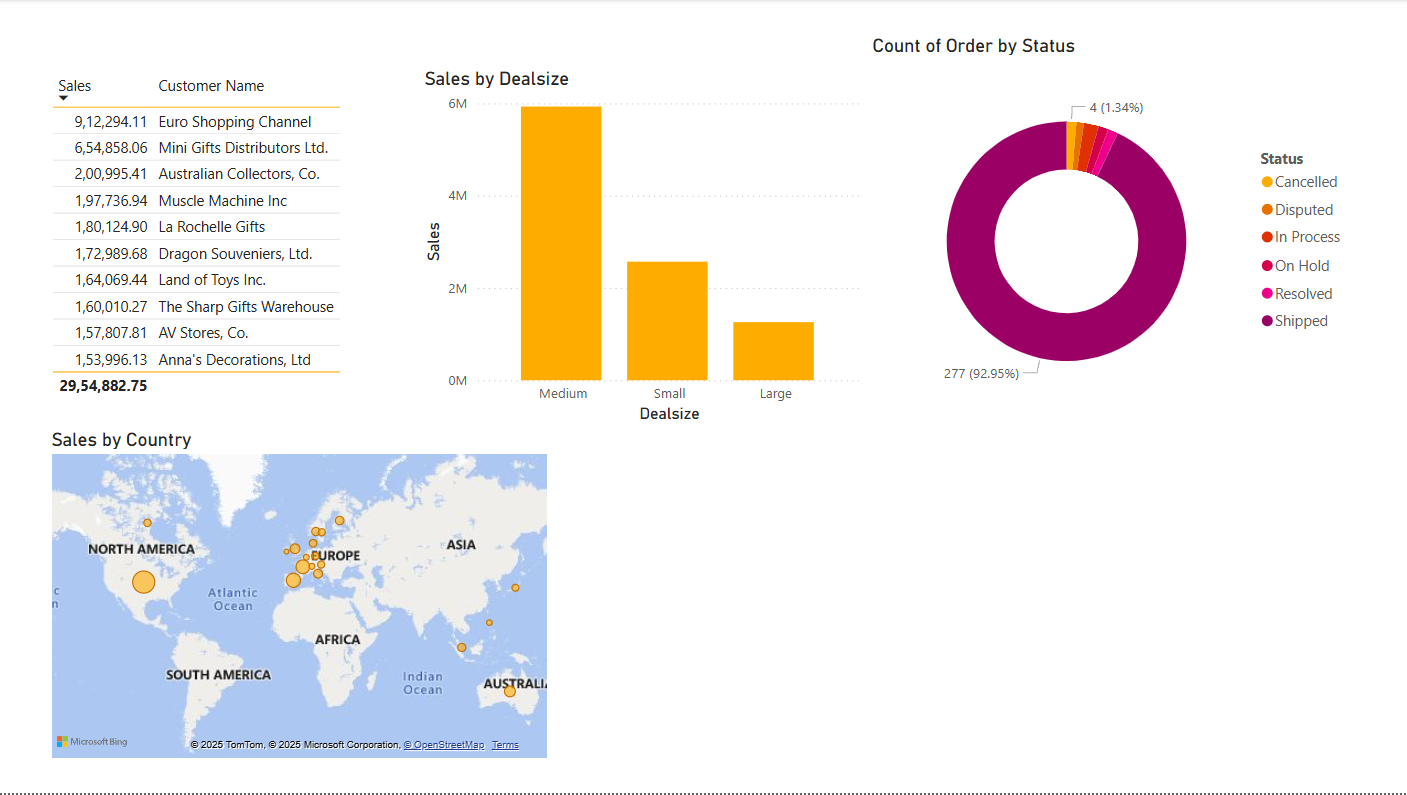 Count of Order by Status
Sales by Dealsize
Sales Customer Name
9,12,294.11 Euro Shopping Channel
6,54,858.06 Mini Gifts Distributors Ltd.
2,00,995.41 Australian Collectors, Co.
1,97,736.94 Muscle Machine Inc
1,80,124.90 La Rochelle Gifts
1,72,989.68 Dragon Souveniers, Ltd.
1,64,069.44 Land of Toys Inc.
1,60,010.27 The Sharp Gifts Warehouse
1,57,807.81 AV Stores, Co.
1,53,996.13 Anna's Decorations, Ltd
29,54,882.75
6M
4M
2M
0M
Sales
Medium Small Large
Dealsize
4 (1.34%)
277 (92.95%)
Status
Cancelled
Disputed
In Process
On Hold
Resolved
Shipped
Sales by Country
NORTH AMERICA
EUROPE
ASIA
Atlantic
Ocean
AFRICA
SOUTH AMERICA
Indian
Ocean
AUSTRALI
c
n
Microsoft Bing
© 2025 TomTom, © 2025 Microsoft Corporation, © OpenStreetMap Terms